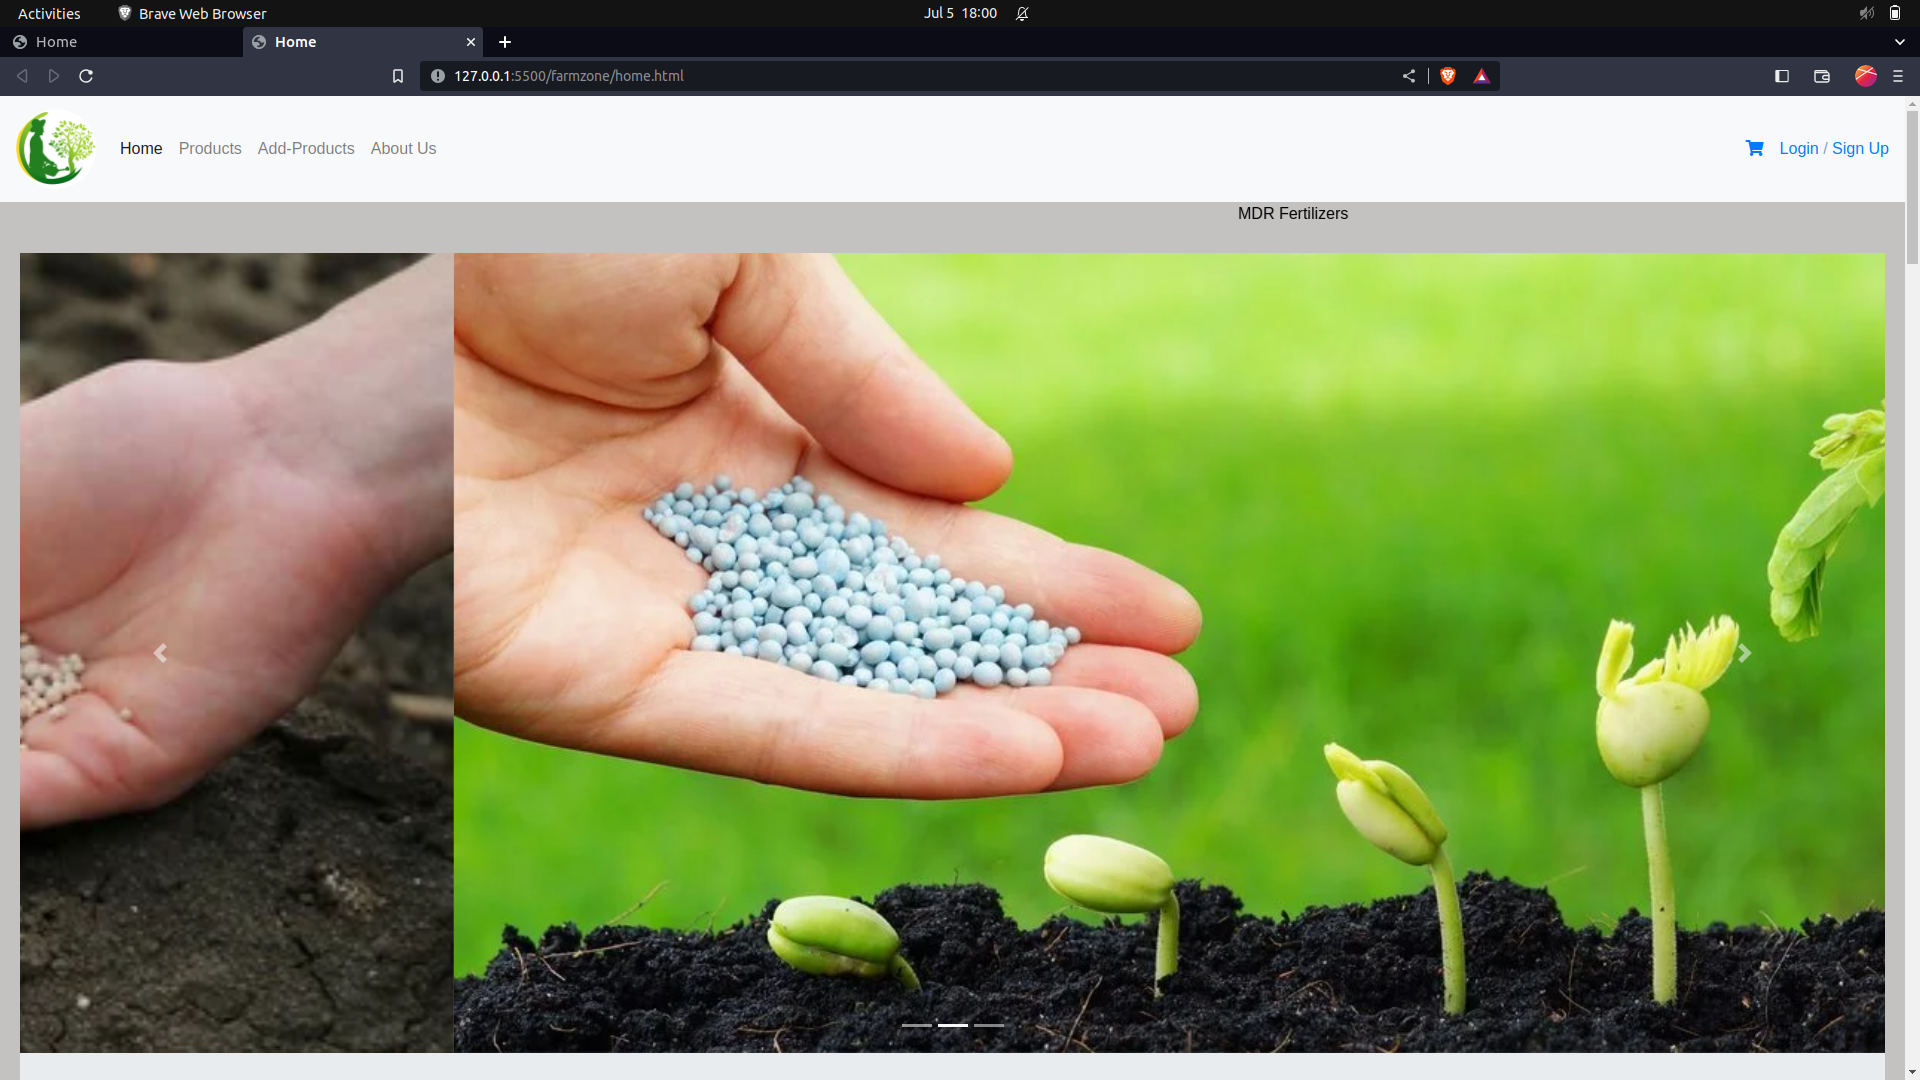 Activities Brave Web Browser Jul 5 18:00
Home Home
127.0.0.1:5500/farmzone/home.html
Home Products Add-Products About Us Login / Sign Up
MDR Fertilizers